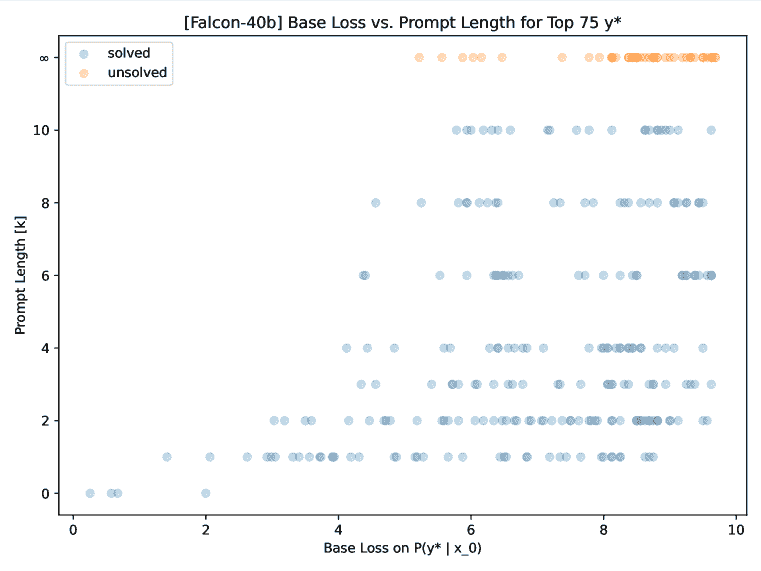 [Falcon-40b] Base Loss vs. Prompt Length for Top 75 y*
solved
unsolved
∞
10
8
6
4
2
0
Prompt Length [k]
0 2 4 6 8 10
Base Loss on P(y* | x_0)